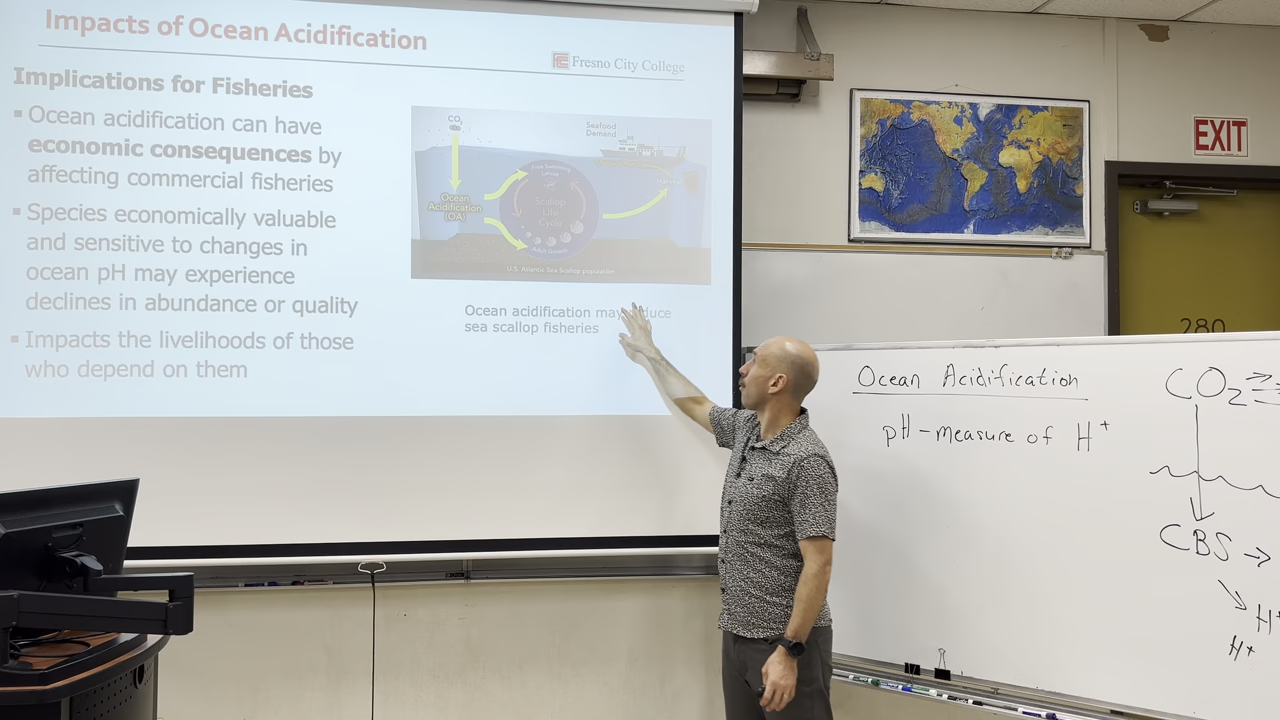 Impacts of Ocean Acidification
Fresno City College
Implications for Fisheries
▪ Ocean acidification can have
economic consequences by
affecting commercial fisheries
▪ Species economically valuable
and sensitive to changes in
ocean pH may experience
declines in abundance or quality
▪ Impacts the livelihoods of those
who depend on them
CO₂
Seafood
Demand
Ocean
Acidification
(OA)
Scallop
Life
Cycle
U.S. Atlantic Sea Scallop population
Ocean acidification may
sea scallop fisheries
EXIT
280
Ocean Acidification
pH - measure of H⁺
CO₂
CBS →
H⁺
H⁺